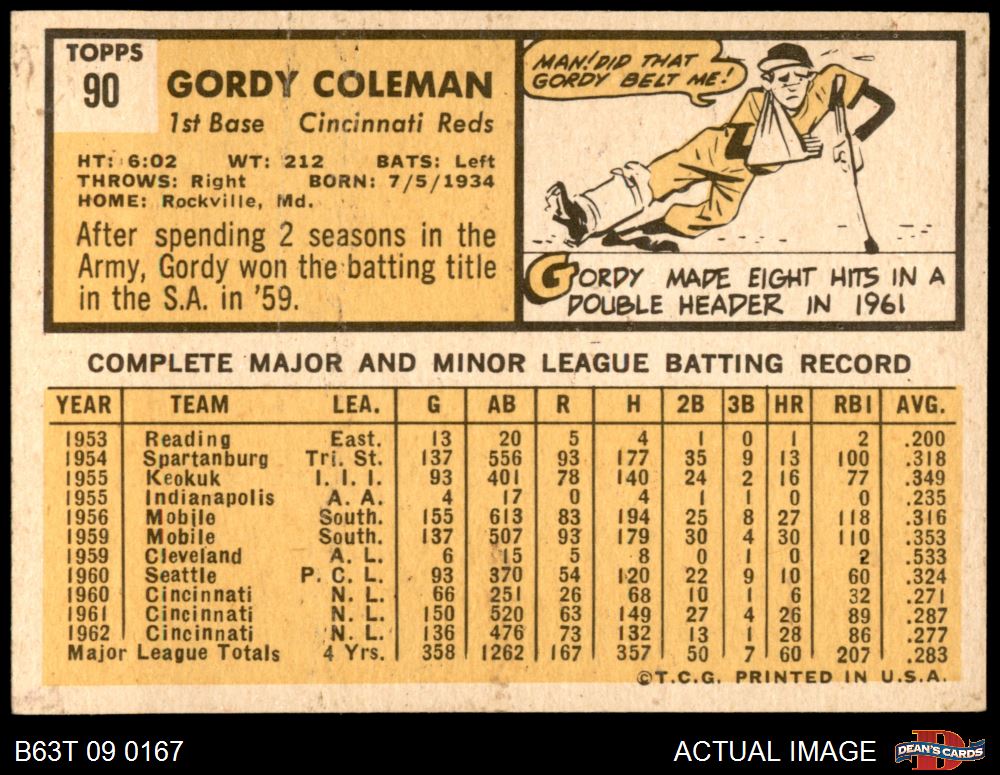 TOPPS
90
GORDY COLEMAN
1st Base Cincinnati Reds
HT: 6:02 WT: 212 BATS: Left
THROWS: Right BORN: 7/5/1934
HOME: Rockville, Md.
After spending 2 seasons in the
Army, Gordy won the batting title
in the S.A. in '59.
MAN! DID THAT
GORDY BELT ME!
GORDY MADE EIGHT HITS IN A
DOUBLE HEADER IN 1961
COMPLETE MAJOR AND MINOR LEAGUE BATTING RECORD
YEAR TEAM LEA. G AB R H 2B 3B HR RBI AVG.
1953 Reading East. 13 20 5 4 1 0 1 2 .200
1954 Spartanburg Tri. St. 137 556 93 177 35 9 13 100 .318
1955 Keokuk I. I. I. 93 401 78 140 24 2 16 77 .349
1955 Indianapolis A. A. 4 17 0 4 1 1 0 0 .235
1956 Mobile South. 155 613 83 194 25 8 27 118 .316
1959 Mobile South. 137 507 93 179 30 4 30 110 .353
1959 Cleveland A. L. 6 15 5 8 0 1 0 2 .533
1960 Seattle P. C. L. 93 370 54 120 22 9 10 60 .324
1960 Cincinnati N. L. 66 251 26 68 10 1 6 32 .271
1961 Cincinnati N. L. 150 520 63 149 27 4 26 89 .287
1962 Cincinnati N. L. 136 476 73 132 13 1 28 86 .277
Major League Totals 4 Yrs. 358 1262 167 357 50 7 60 207 .283
©T.C.G. PRINTED IN U.S.A.
B63T 09 0167
ACTUAL IMAGE
D
DEAN'S CARDS